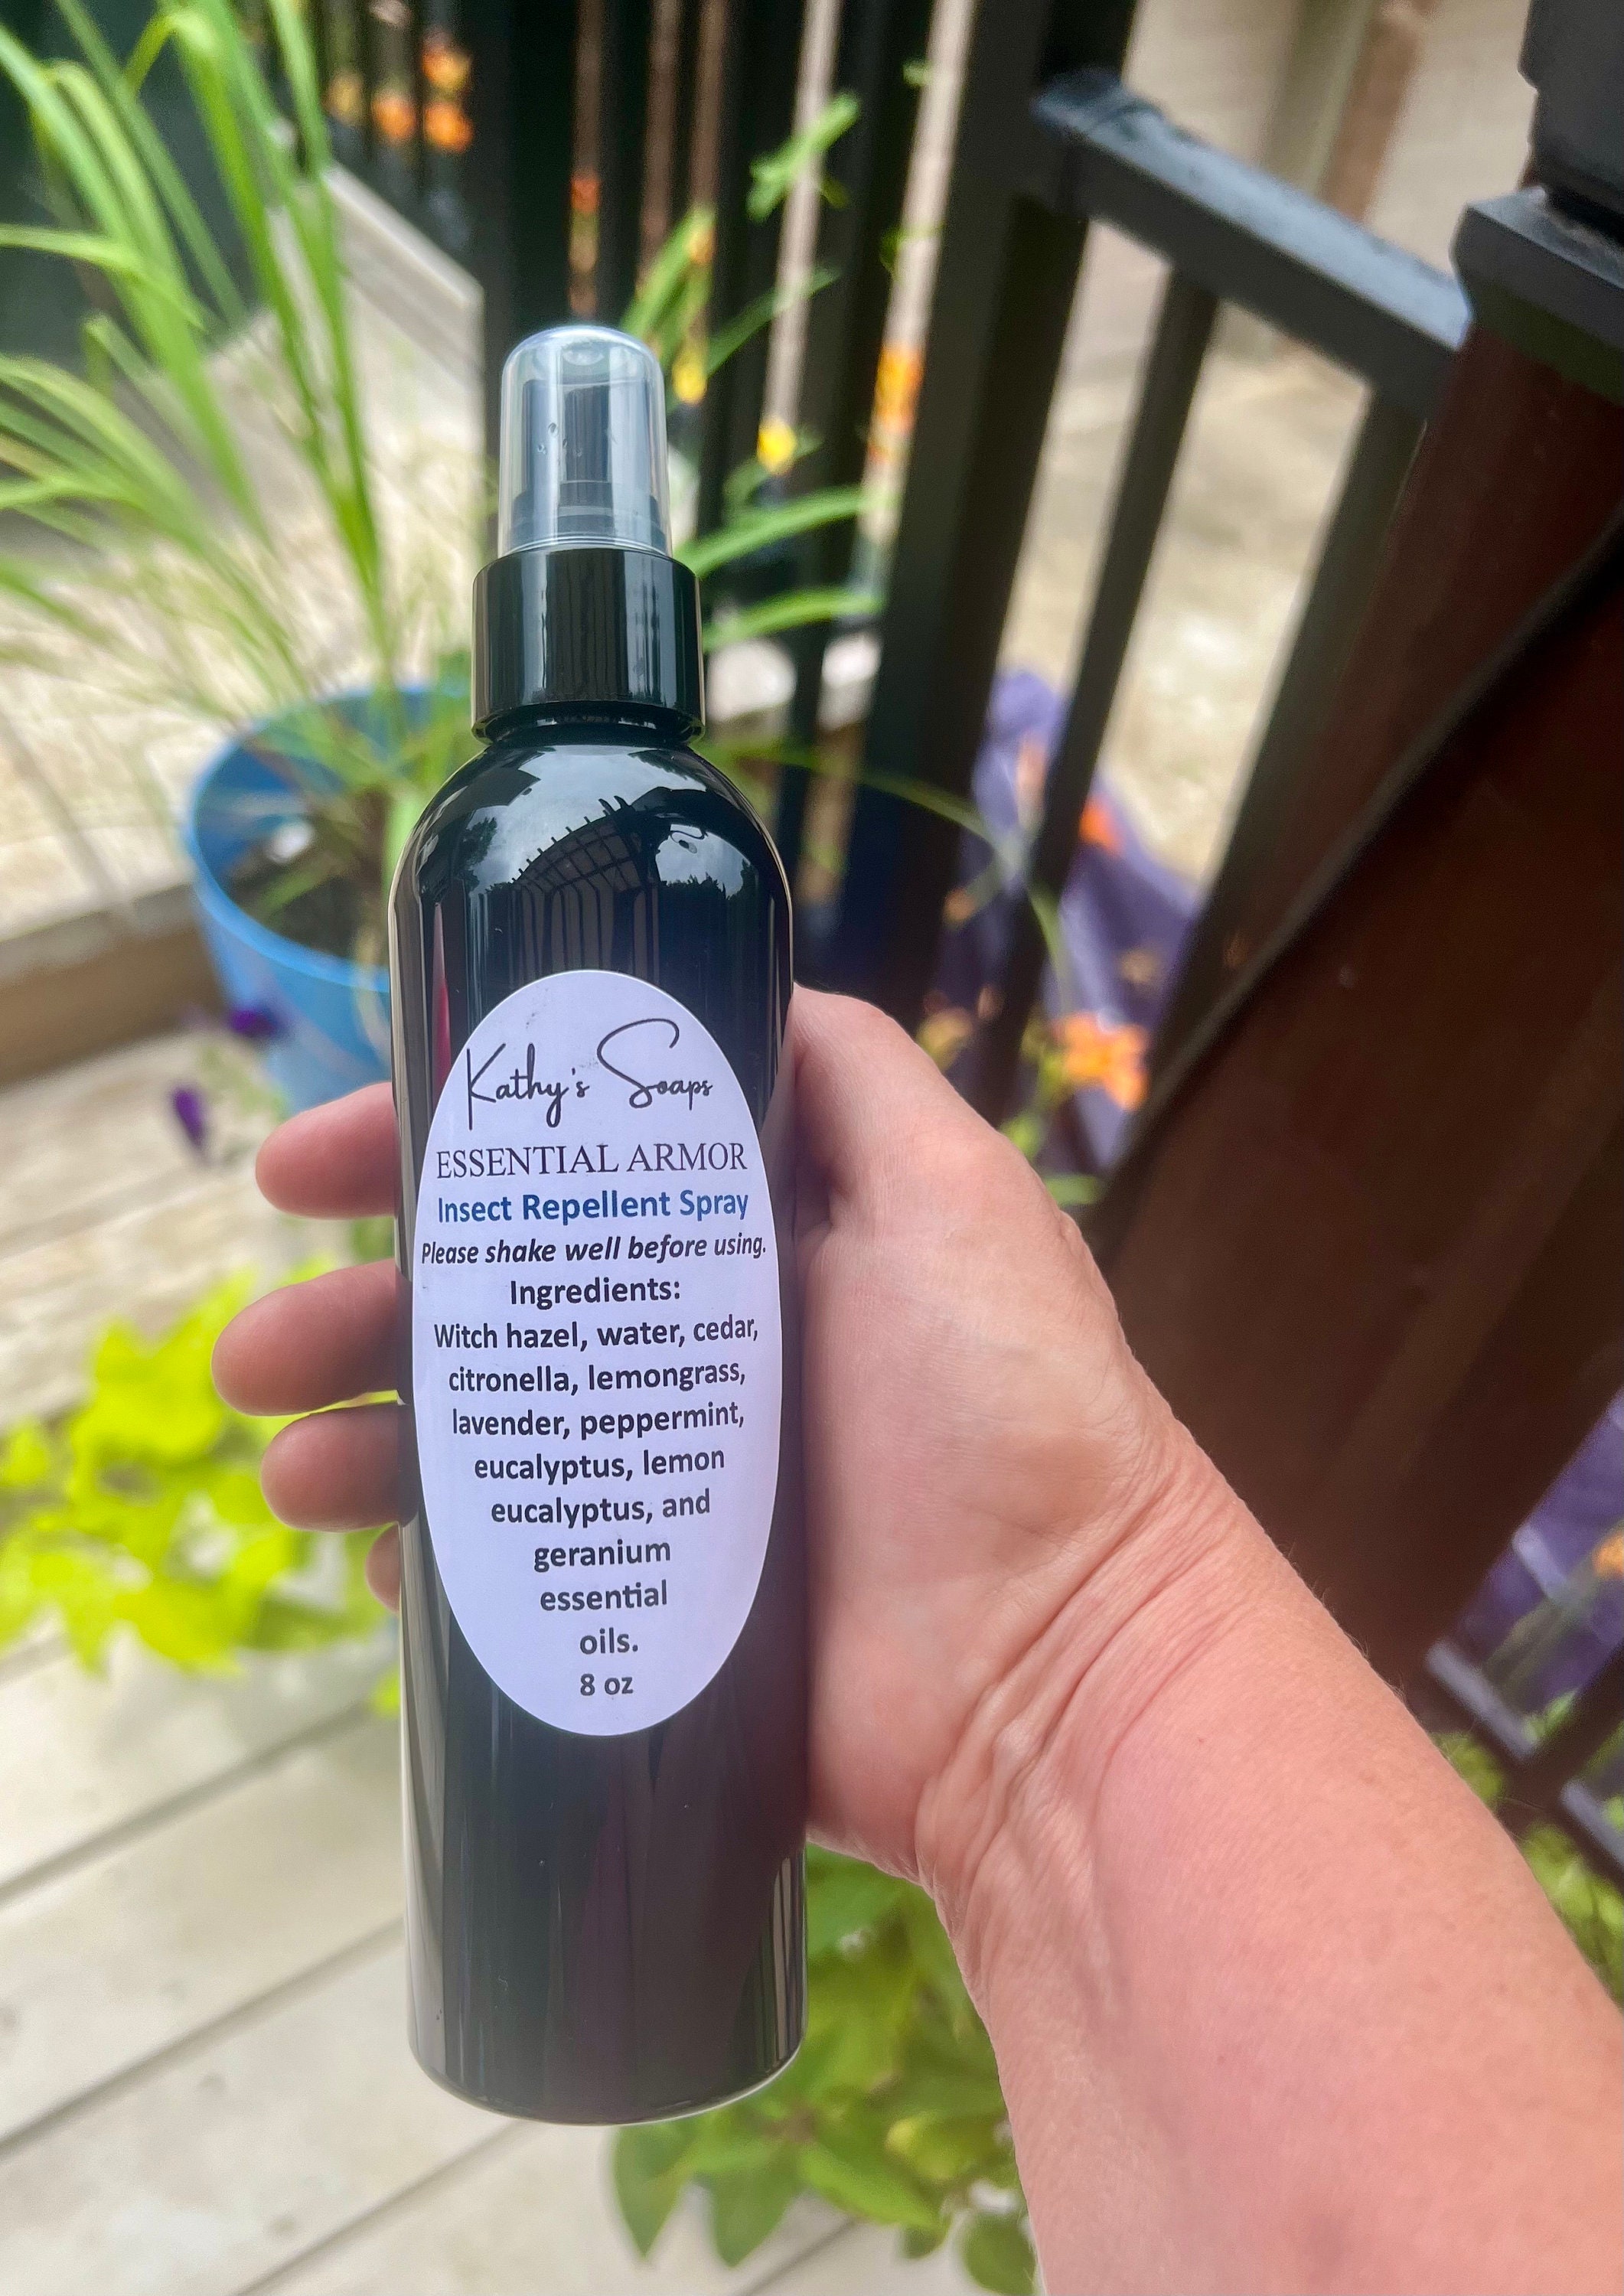 Kathy's Soaps
ESSENTIAL ARMOR
Insect Repellent Spray
Please shake well before using.
Ingredients:
Witch hazel, water, cedar,
citronella, lemongrass,
lavender, peppermint,
eucalyptus, lemon
eucalyptus, and
geranium
essential
oils.
8 oz